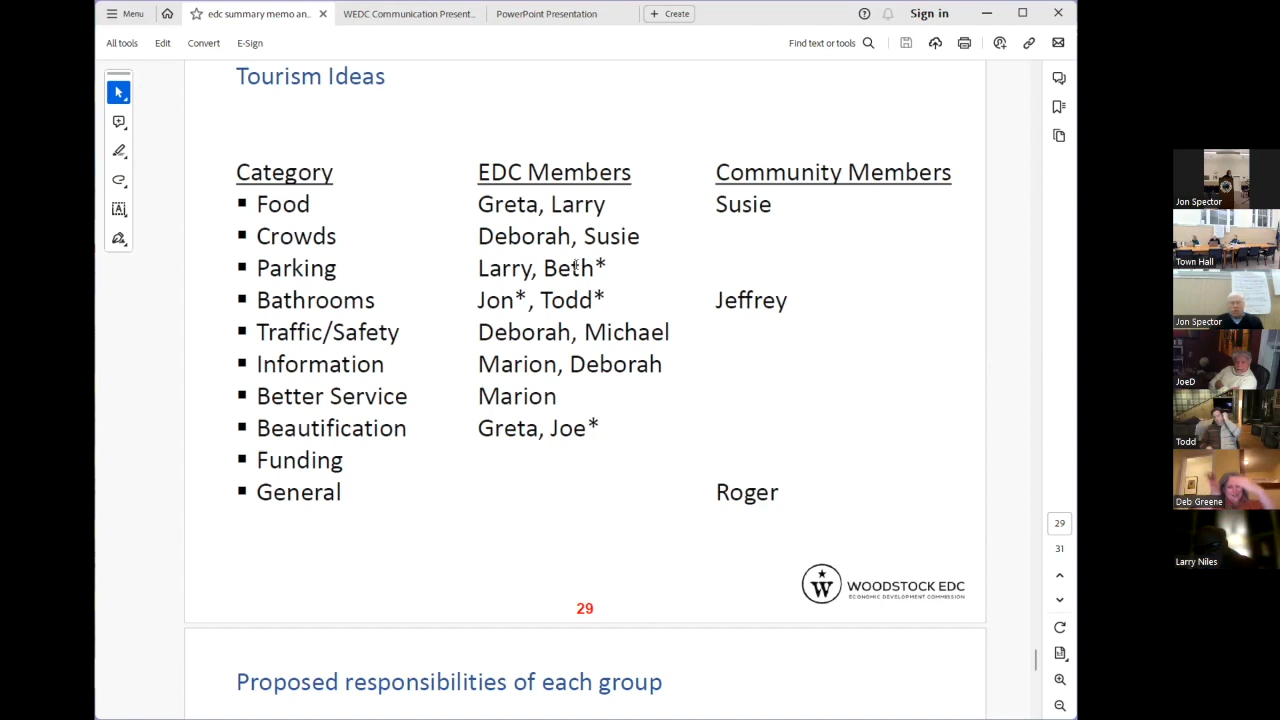 Menu
edc summary memo an...
WEDC Communication Present...
PowerPoint Presentation
Create
Sign in
All tools
Edit
Convert
E-Sign
Find text or tools
Tourism Ideas
Category EDC Members Community Members
▪ Food Greta, Larry Susie
▪ Crowds Deborah, Susie
▪ Parking Larry, Beth*
▪ Bathrooms Jon*, Todd* Jeffrey
▪ Traffic/Safety Deborah, Michael
▪ Information Marion, Deborah
▪ Better Service Marion
▪ Beautification Greta, Joe*
▪ Funding
▪ General Roger
W
WOODSTOCK EDC
ECONOMIC DEVELOPMENT COMMISSION
29
Proposed responsibilities of each group
29
31
Jon Spector
Town Hall
Jon Spector
JoeD
Todd
Deb Greene
Larry Niles